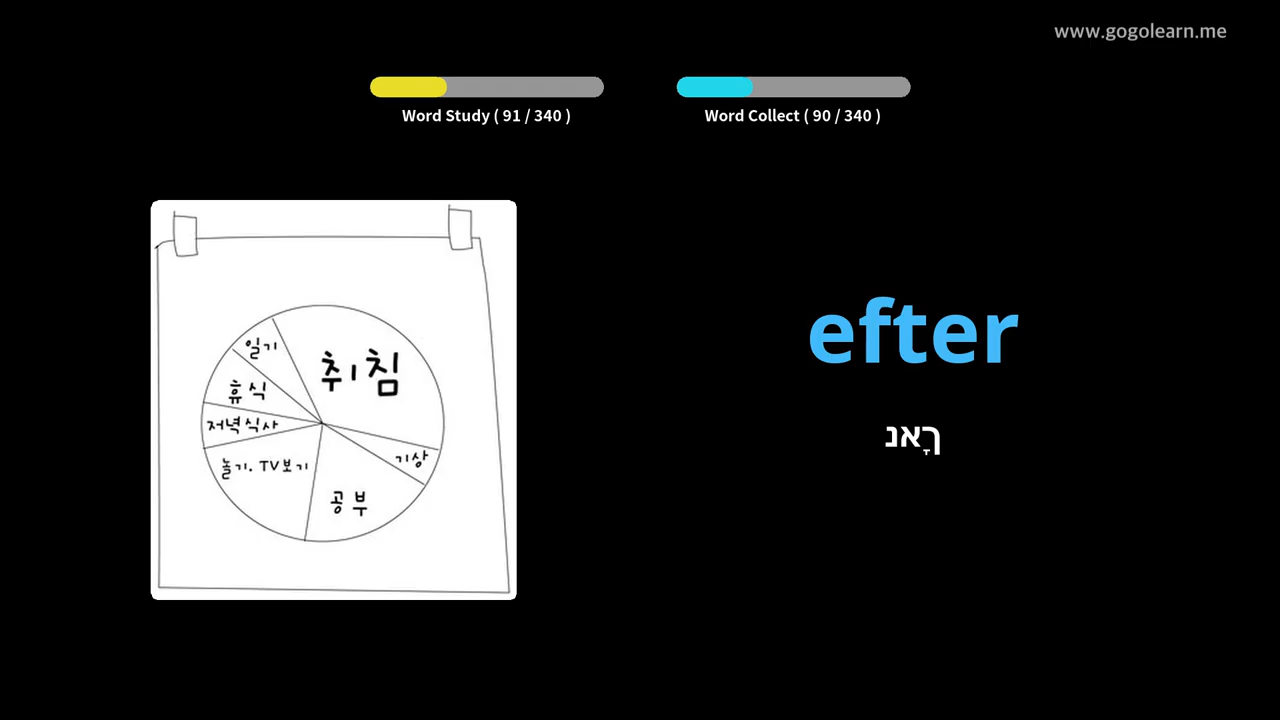 www.gogolearn.me
Word Study ( 91 / 340 )
Word Collect ( 90 / 340 )
일기
취침
휴식
저녁식사
놀기. TV보기
기상
공부
efter
נאָך